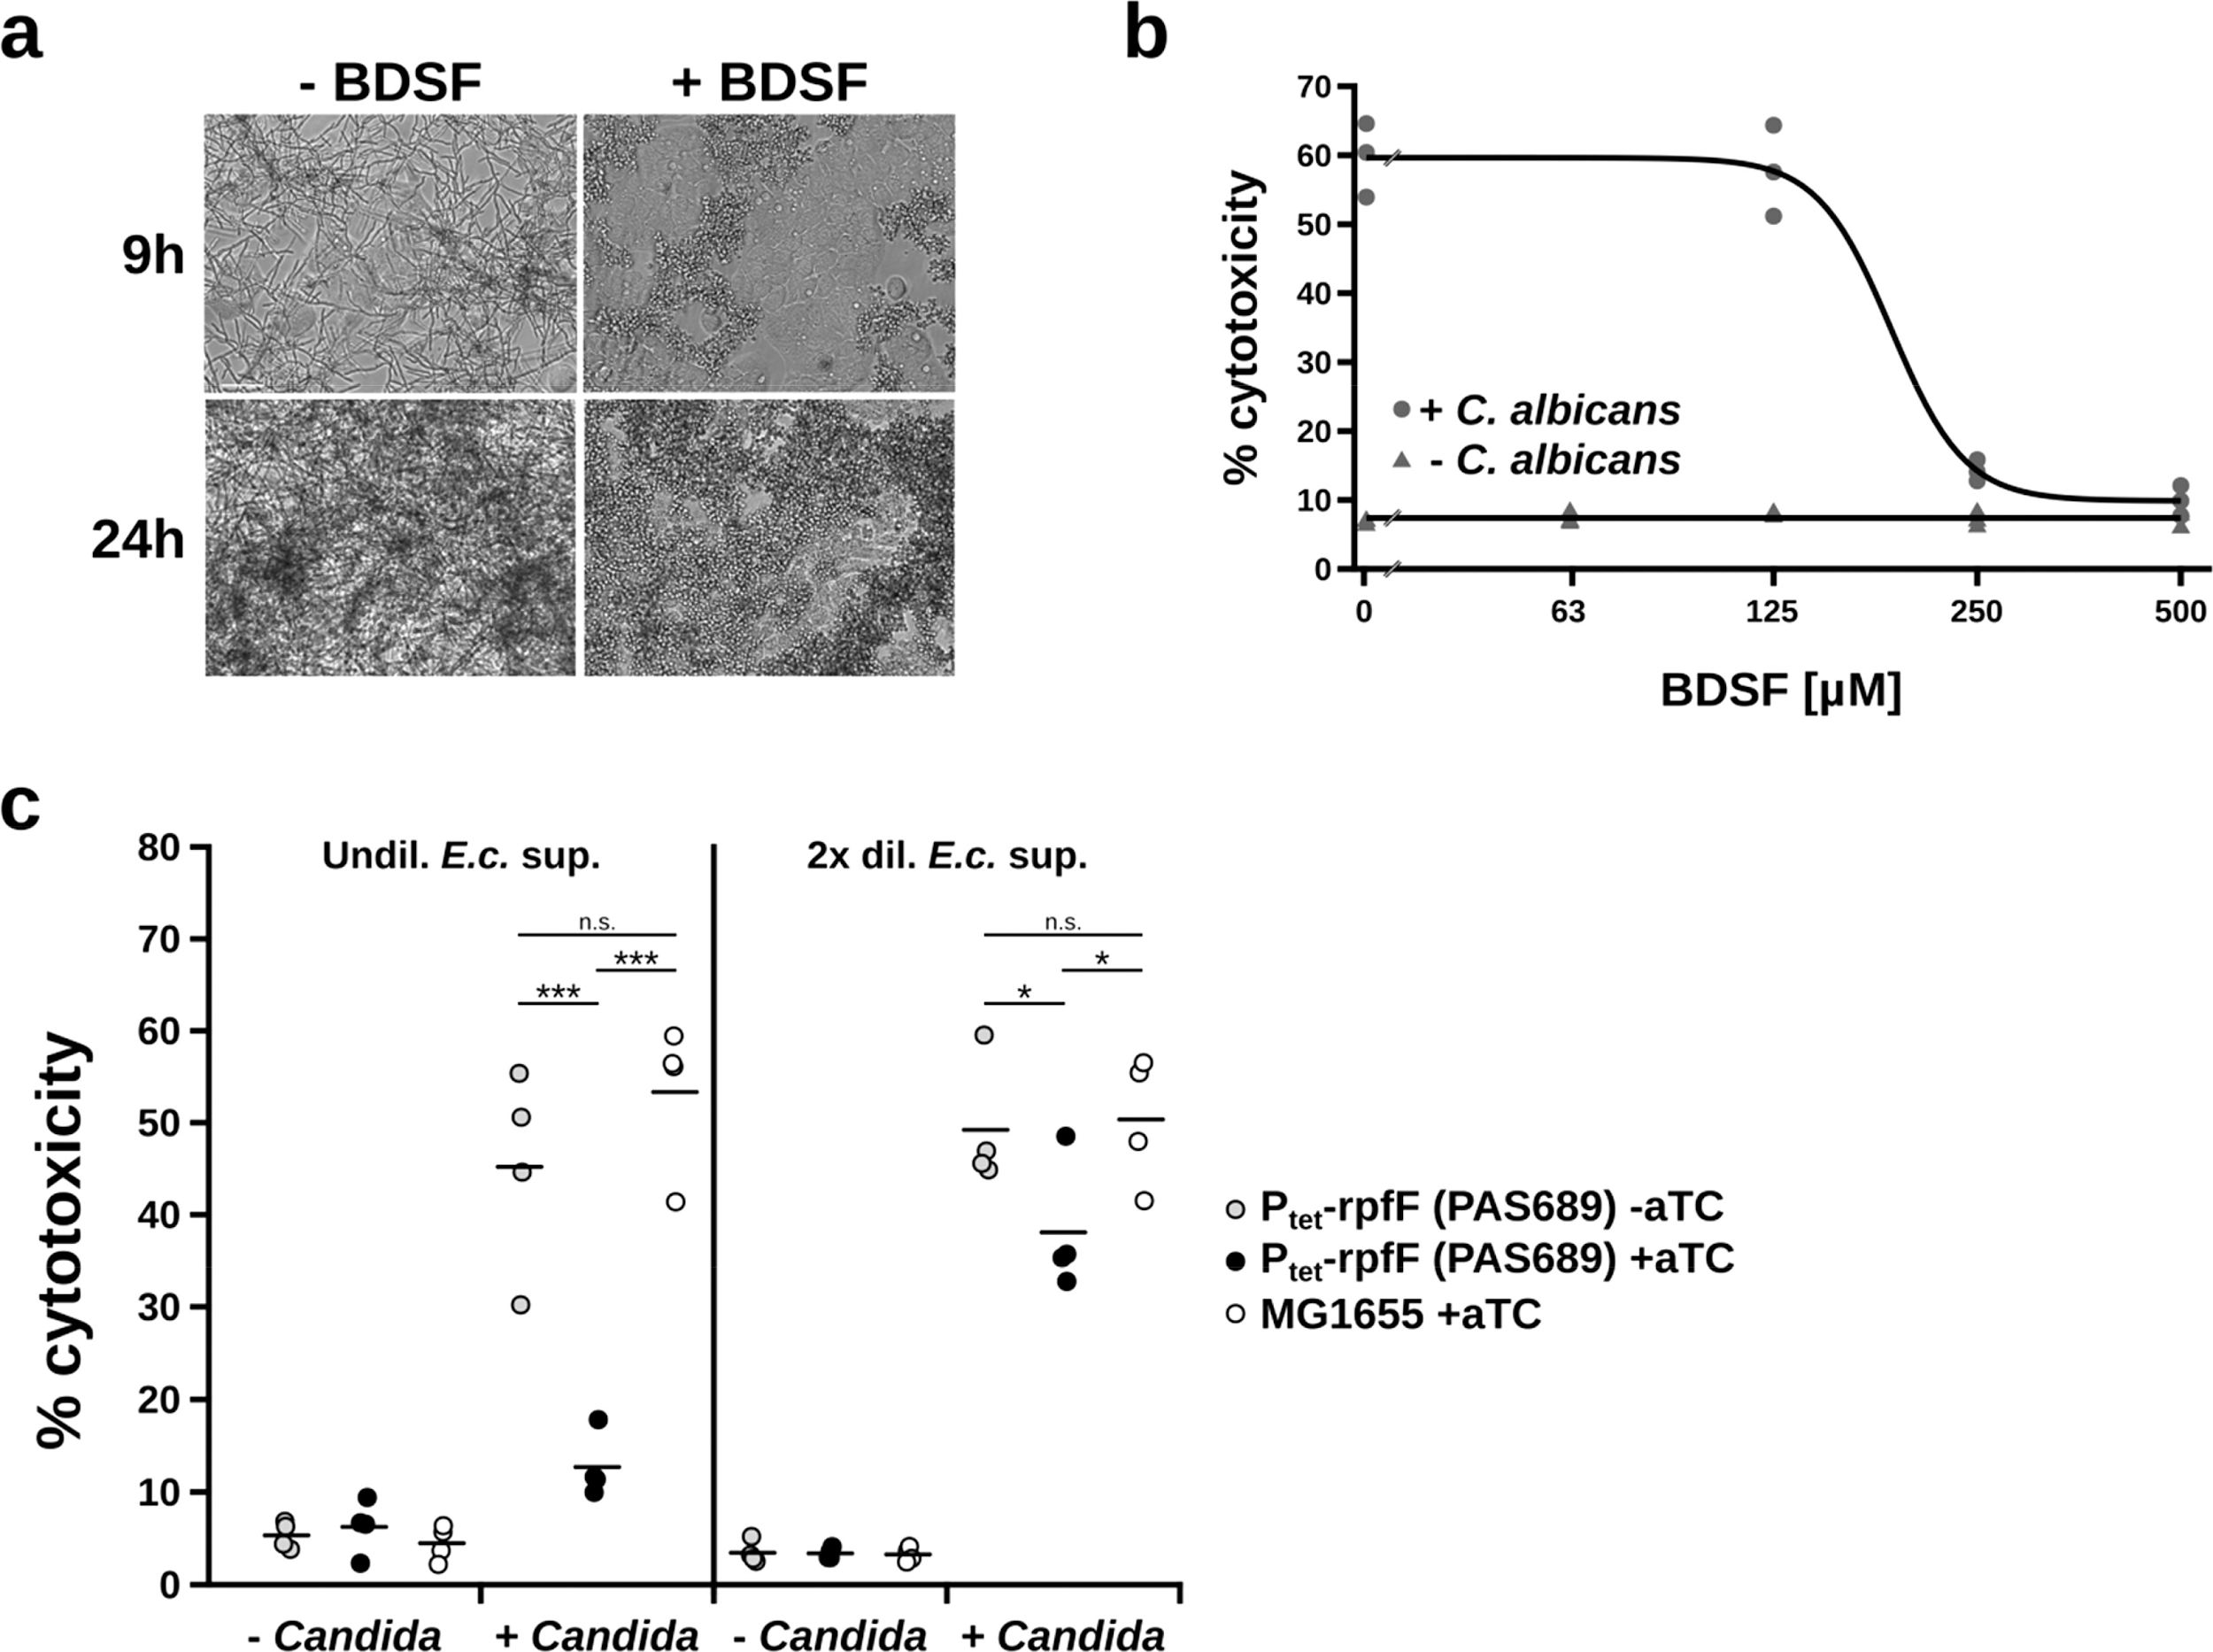 a
- BDSF
+ BDSF
9h
24h
b
% cytotoxicity
70
60
50
40
30
20
10
0
+ C. albicans
- C. albicans
0
63
125
250
500
BDSF [µM]
c
% cytotoxicity
80
70
60
50
40
30
20
10
0
Undil. E.c. sup.
2x dil. E.c. sup.
n.s.
***
***
n.s.
*
*
- Candida
+ Candida
- Candida
+ Candida
Ptet-rpfF (PAS689) -aTC
Ptet-rpfF (PAS689) +aTC
MG1655 +aTC